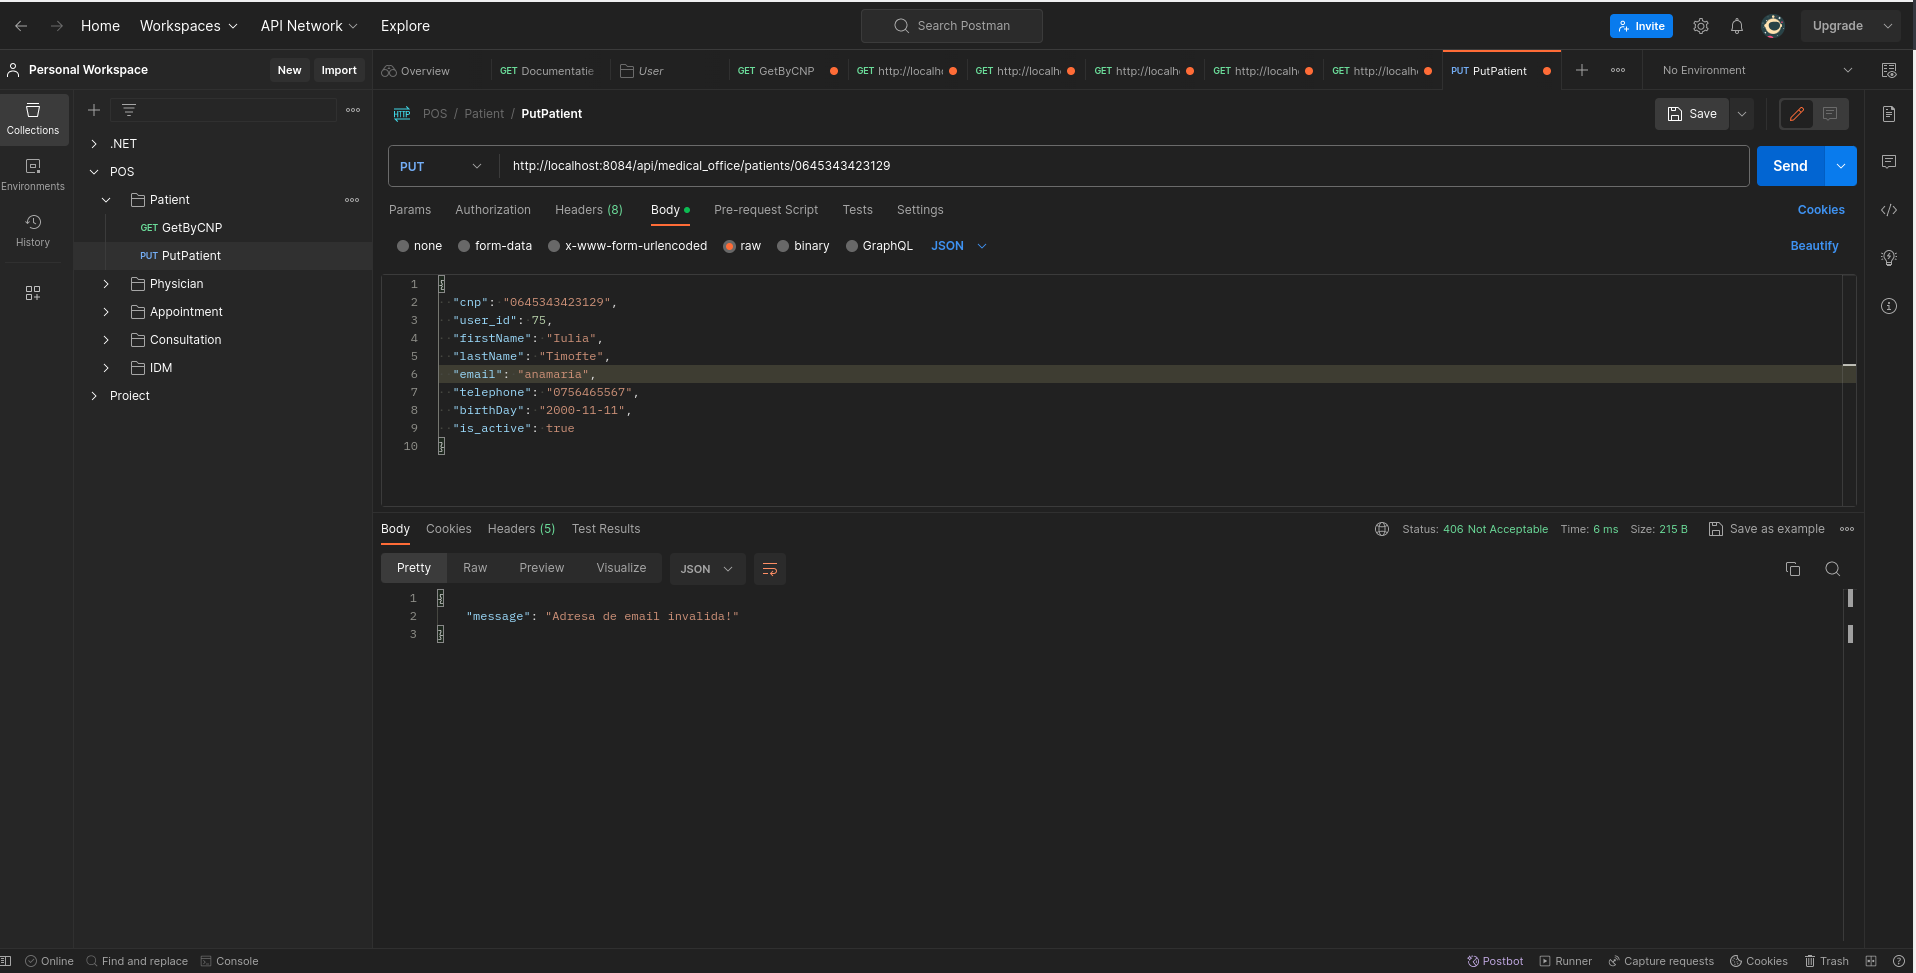 Home Workspaces API Network Explore Search Postman Invite Upgrade
Personal Workspace New Import Overview GET Documentatie User GET GetByCNP GET http://localh GET http://localh GET http://localh GET http://localh GET http://localh PUT PutPatient No Environment
Collections
Environments
History
.NET
POS
Patient
GET GetByCNP
PUT PutPatient
Physician
Appointment
Consultation
IDM
Proiect
HTTP POS / Patient / PutPatient Save
PUT http://localhost:8084/api/medical_office/patients/0645343423129 Send
Params Authorization Headers (8) Body Pre-request Script Tests Settings Cookies
none form-data x-www-form-urlencoded raw binary GraphQL JSON Beautify
1 {
2 "cnp": "0645343423129",
3 "user_id": 75,
4 "firstName": "Iulia",
5 "lastName": "Timofte",
6 "email": "anamaria",
7 "telephone": "0756465567",
8 "birthDay": "2000-11-11",
9 "is_active": true
10 }
Body Cookies Headers (5) Test Results Status: 406 Not Acceptable Time: 6 ms Size: 215 B Save as example
Pretty Raw Preview Visualize JSON
1 {
2 "message": "Adresa de email invalida!"
3 }
Online Find and replace Console Postbot Runner Capture requests Cookies Trash